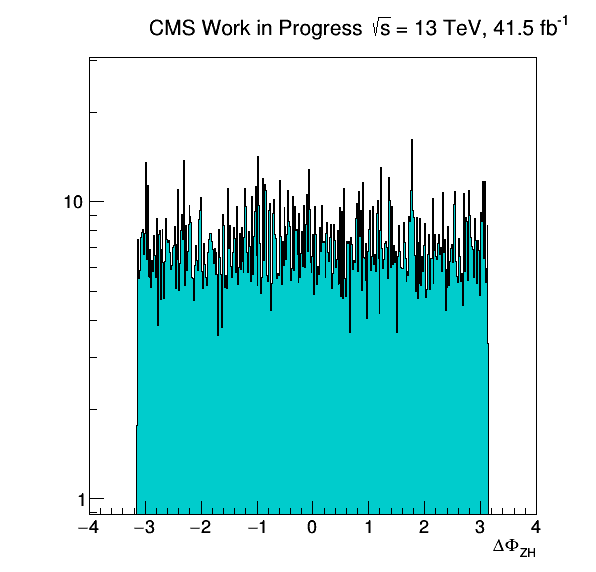 CMS Work in Progress √s = 13 TeV, 41.5 fb⁻¹
10
1
−4 −3 −2 −1 0 1 2 3 4
ΔΦ_ZH